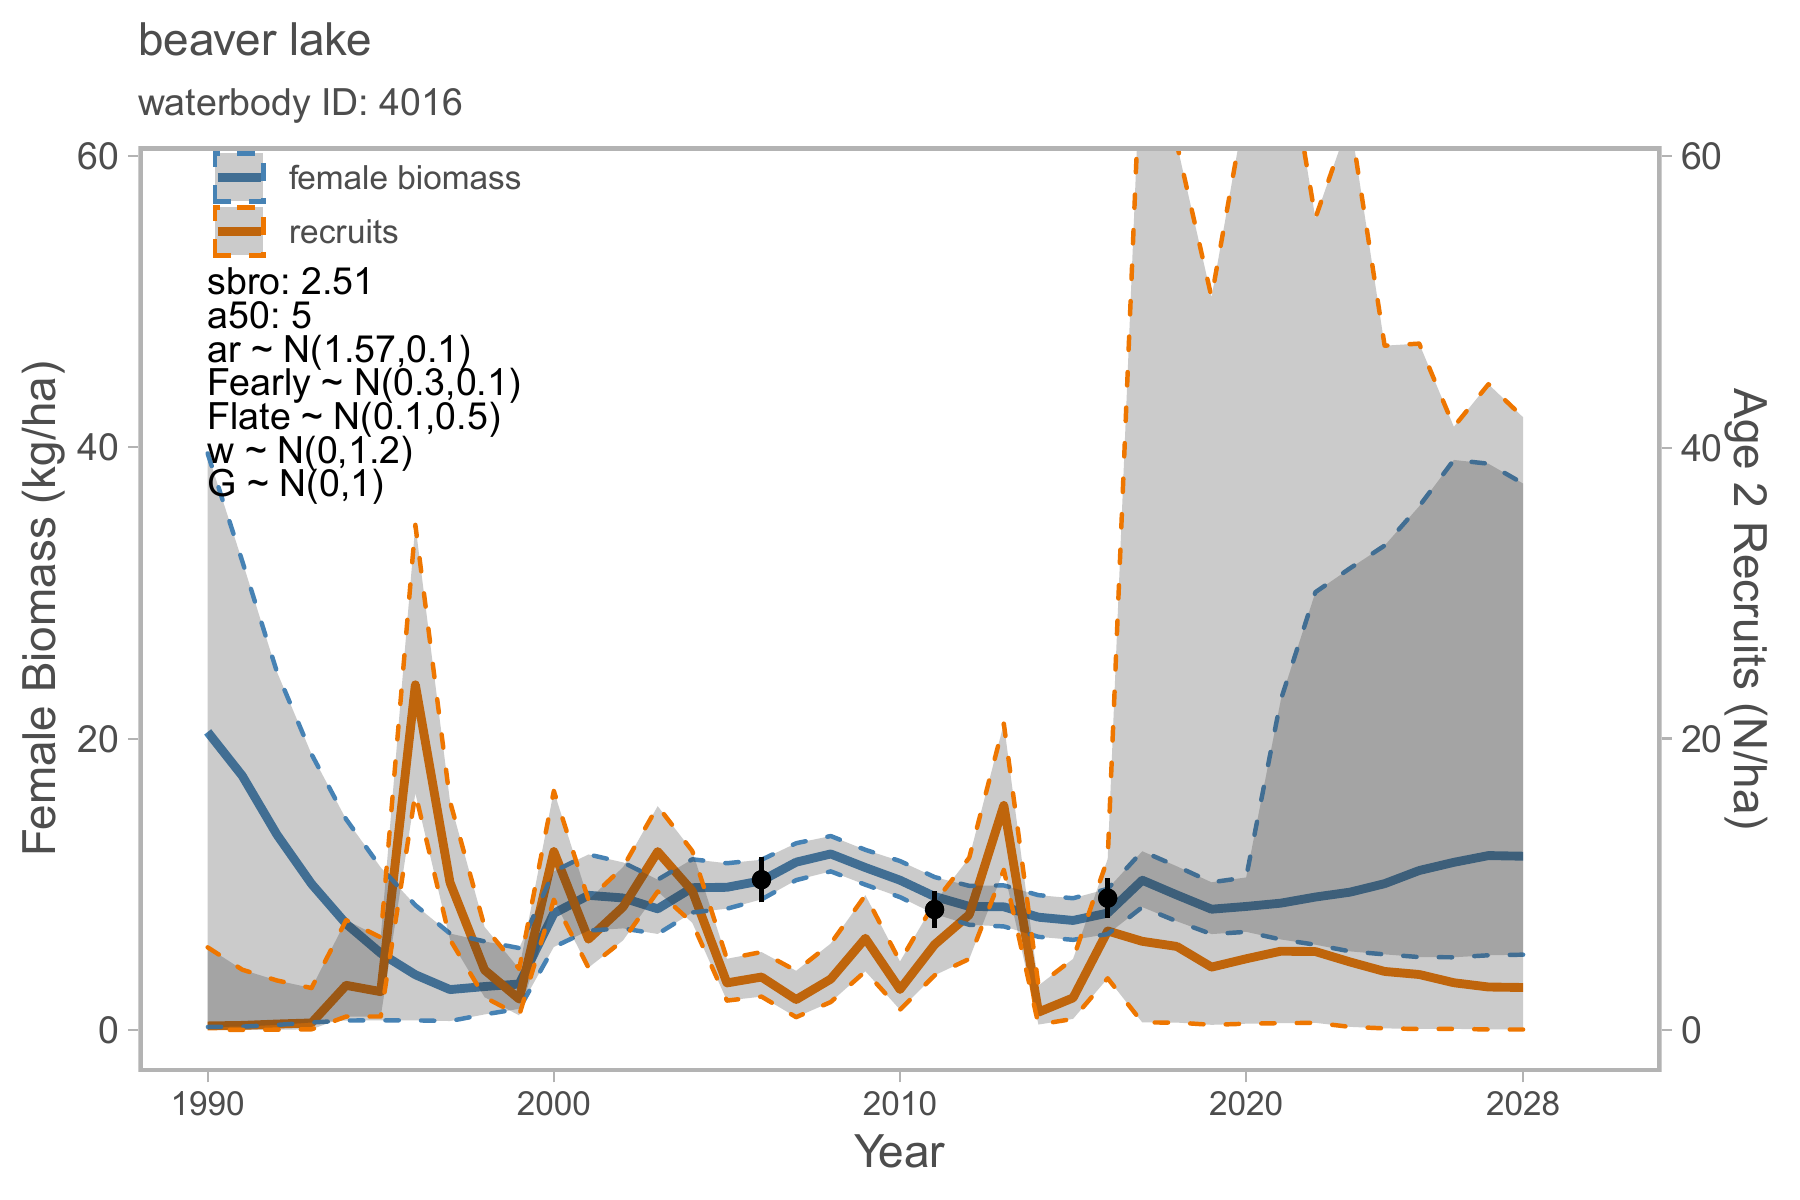 beaver lake
waterbody ID: 4016
female biomass
recruits
sbro: 2.51
a50: 5
ar ~ N(1.57,0.1)
Fearly ~ N(0.3,0.1)
Flate ~ N(0.1,0.5)
w ~ N(0,1.2)
G ~ N(0,1)
Female Biomass (kg/ha)
60
40
20
0
60
40
20
0
Age 2 Recruits (N/ha)
1990 2000 2010 2020 2028
Year